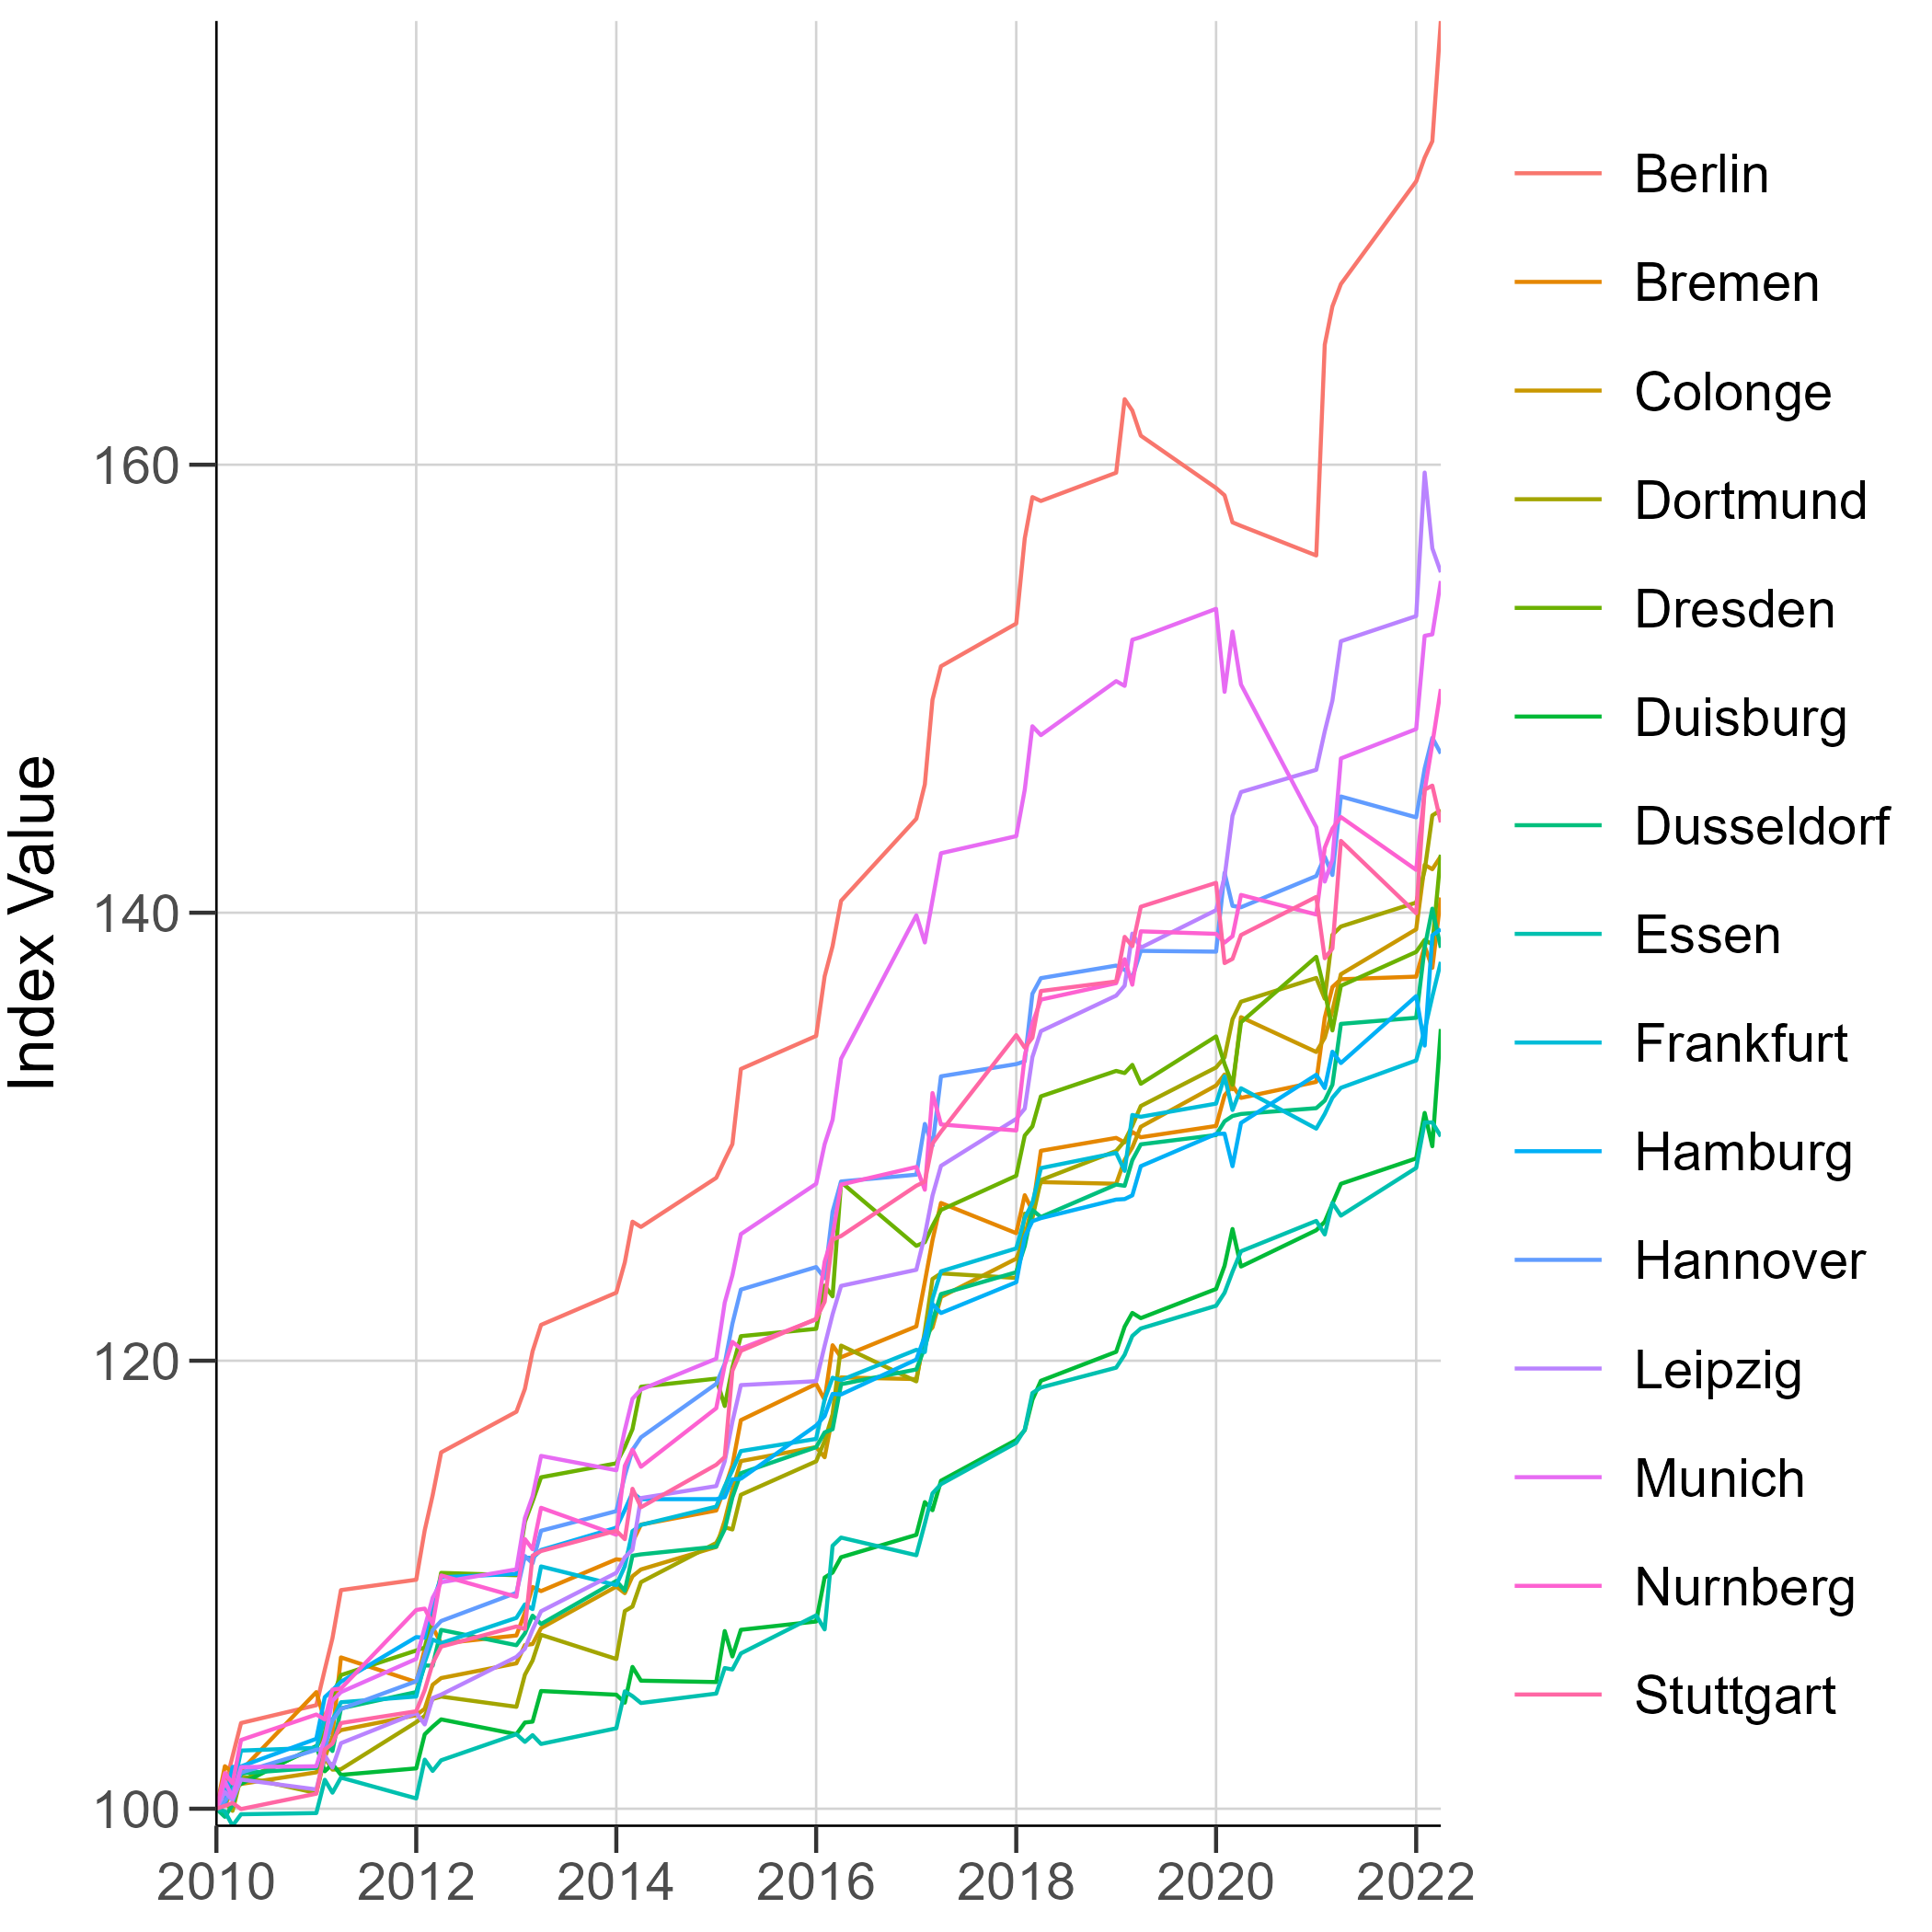 Index Value
160
140
120
100
2010 2012 2014 2016 2018 2020 2022
Berlin
Bremen
Colonge
Dortmund
Dresden
Duisburg
Dusseldorf
Essen
Frankfurt
Hamburg
Hannover
Leipzig
Munich
Nurnberg
Stuttgart